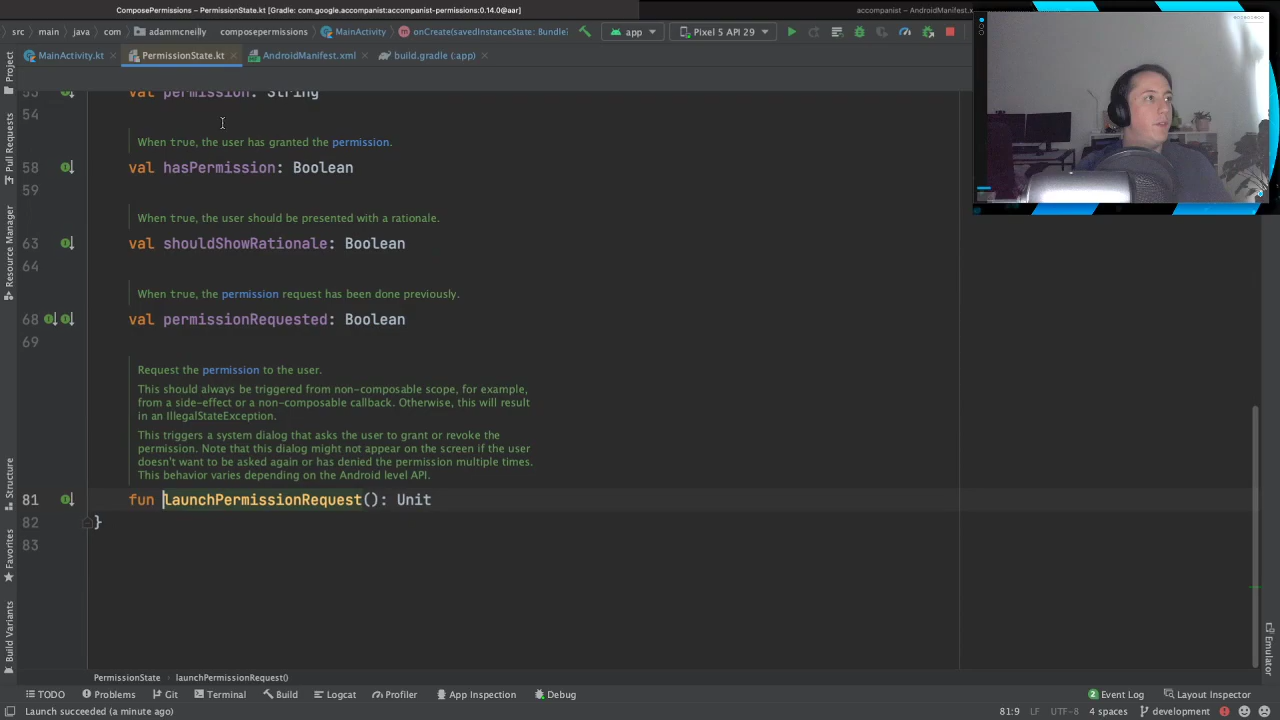 ComposePermissions – PermissionState.kt [Gradle: com.google.accompanist:accompanist-permissions:0.14.0@aar]
accompanist – AndroidManifest.x
src main java com adammcneilly composepermissions MainActivity onCreate(savedInstanceState: Bundle) app Pixel 5 API 29
MainActivity.kt PermissionState.kt AndroidManifest.xml build.gradle (:app)
Project
Pull Requests
Resource Manager
Structure
Favorites
Build Variants
Emulator
val permission: String
54
When true, the user has granted the permission.
58 val hasPermission: Boolean
59
When true, the user should be presented with a rationale.
63 val shouldShowRationale: Boolean
64
When true, the permission request has been done previously.
68 val permissionRequested: Boolean
69
Request the permission to the user.
This should always be triggered from non-composable scope, for example,
from a side-effect or a non-composable callback. Otherwise, this will result
in an IllegalStateException.
This triggers a system dialog that asks the user to grant or revoke the
permission. Note that this dialog might not appear on the screen if the user
doesn't want to be asked again or has denied the permission multiple times.
This behavior varies depending on the Android level API.
81 fun launchPermissionRequest(): Unit
82 }
83
PermissionState launchPermissionRequest()
TODO Problems Git Terminal Build Logcat Profiler App Inspection Debug 2 Event Log Layout Inspector
Launch succeeded (a minute ago) 81:9 LF UTF-8 4 spaces development